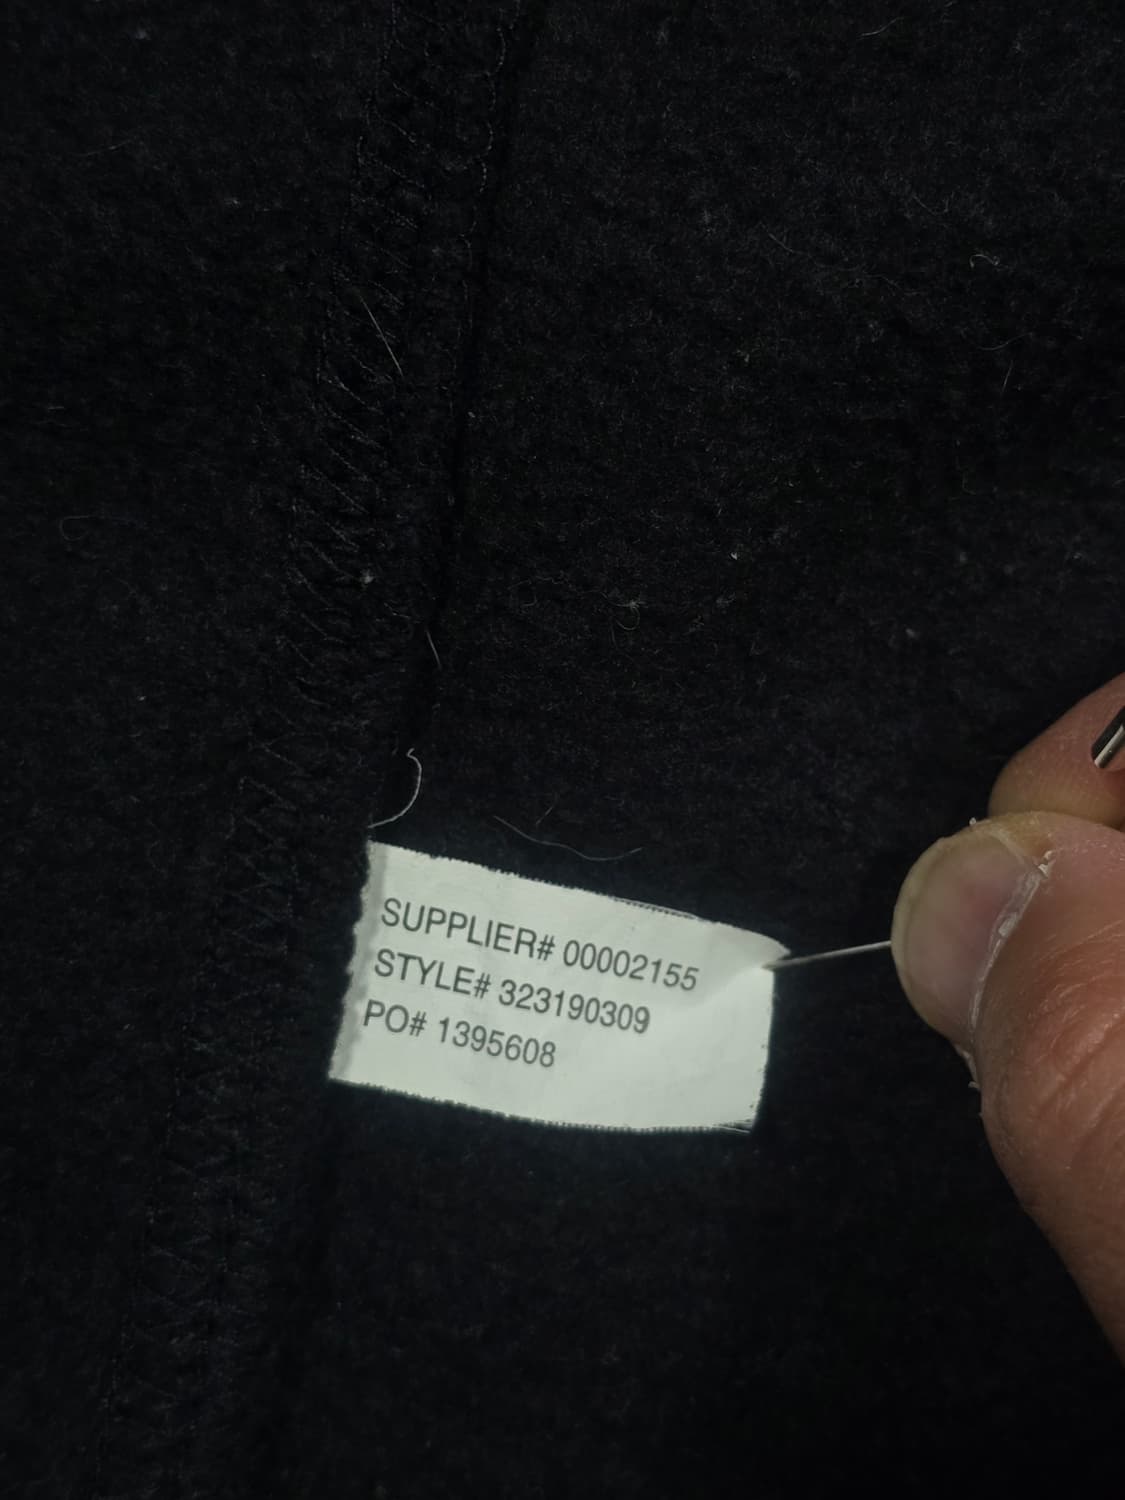 SUPPLIER# 00002155
STYLE# 323190309
PO# 1395608